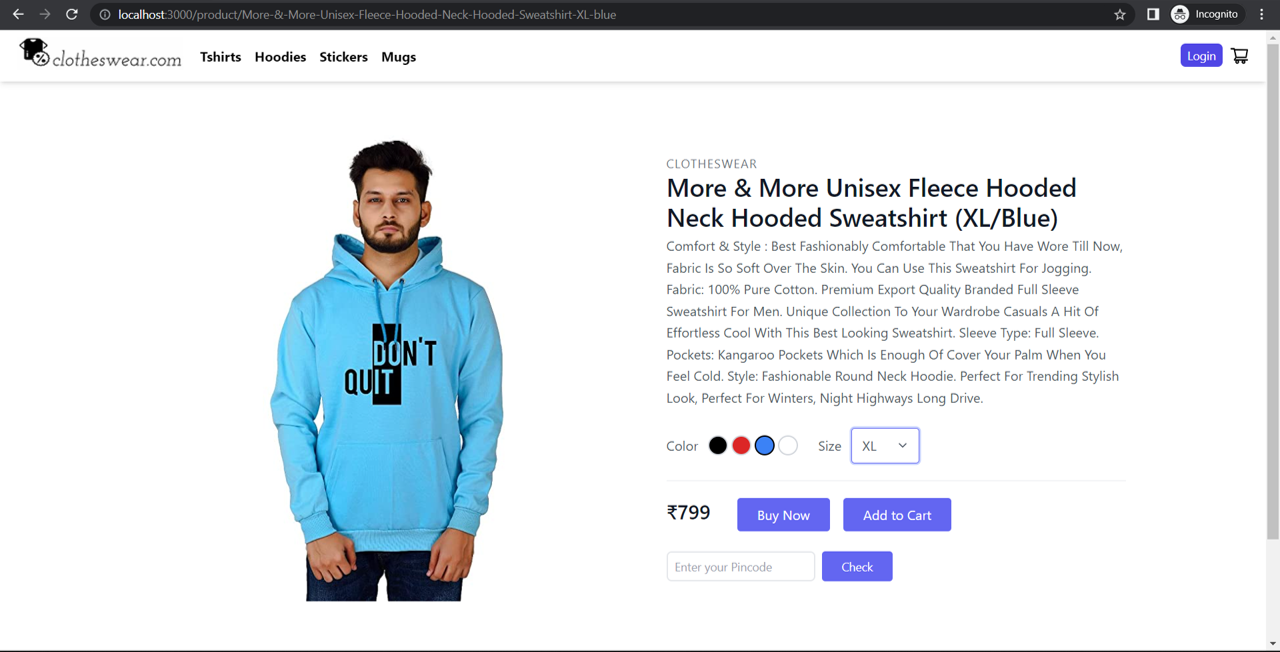 localhost:3000/product/More-&-More-Unisex-Fleece-Hooded-Neck-Hooded-Sweatshirt-XL-blue
Incognito
clotheswear.com
Tshirts Hoodies Stickers Mugs
Login
CLOTHESWEAR
More & More Unisex Fleece Hooded
Neck Hooded Sweatshirt (XL/Blue)
Comfort & Style : Best Fashionably Comfortable That You Have Wore Till Now,
Fabric Is So Soft Over The Skin. You Can Use This Sweatshirt For Jogging.
Fabric: 100% Pure Cotton. Premium Export Quality Branded Full Sleeve
Sweatshirt For Men. Unique Collection To Your Wardrobe Casuals A Hit Of
Effortless Cool With This Best Looking Sweatshirt. Sleeve Type: Full Sleeve.
Pockets: Kangaroo Pockets Which Is Enough Of Cover Your Palm When You
Feel Cold. Style: Fashionable Round Neck Hoodie. Perfect For Trending Stylish
Look, Perfect For Winters, Night Highways Long Drive.
DON'T
QUIT
Color Size XL
₹799 Buy Now Add to Cart
Enter your Pincode Check